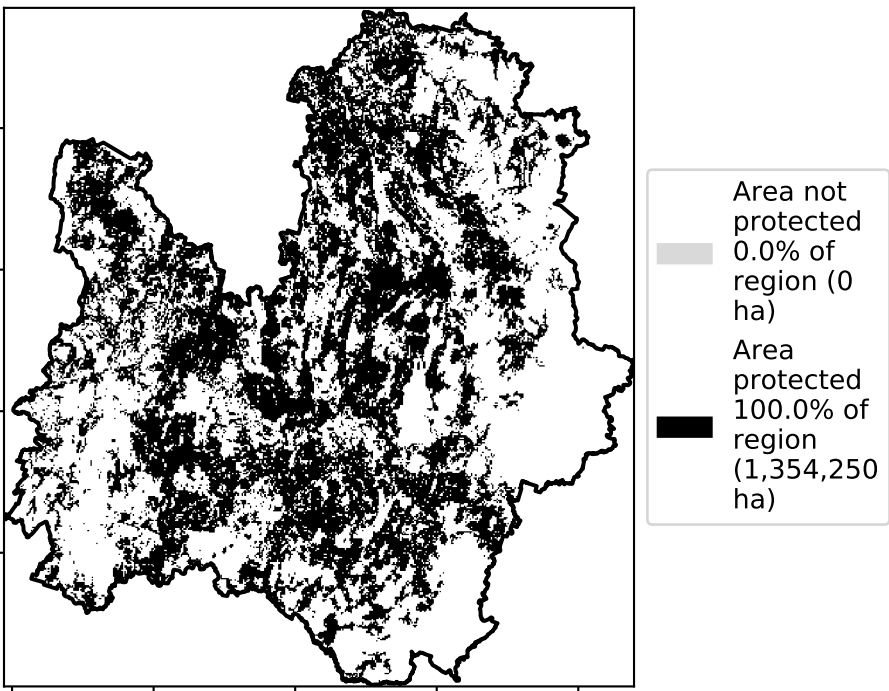 Area not
protected
0.0% of
region (0
ha)
Area
protected
100.0% of
region
(1,354,250
ha)